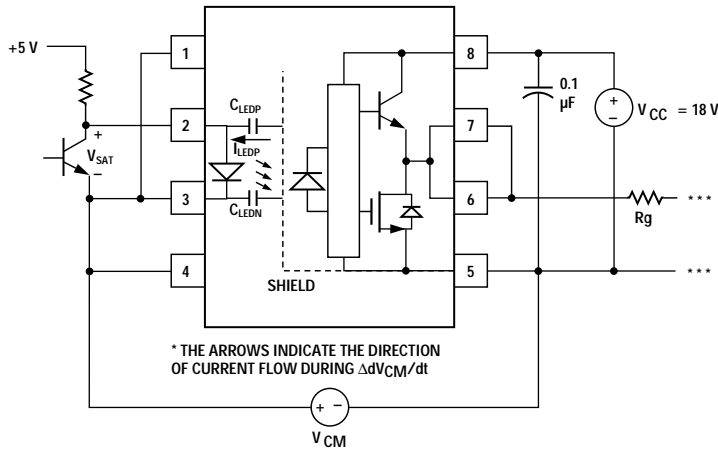 +5 V
1
8
C_LEDP
0.1
µF
+
−
V_CC = 18 V
2
+
V_SAT
−
I_LEDP
7
3
C_LEDN
6
Rg
***
4
SHIELD
5
***
* THE ARROWS INDICATE THE DIRECTION
OF CURRENT FLOW DURING ΔdV_CM/dt
+ −
V_CM